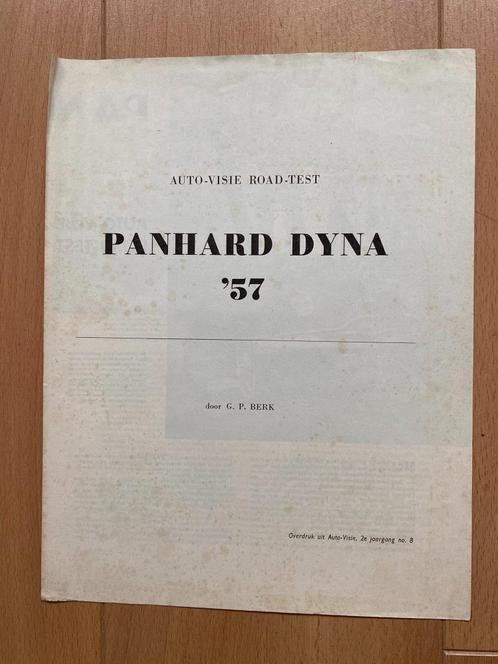 AUTO-VISIE ROAD-TEST
PANHARD DYNA
’57
door G. P. BERK
Overdruk uit Auto-Visie, 2e jaargang no. 8